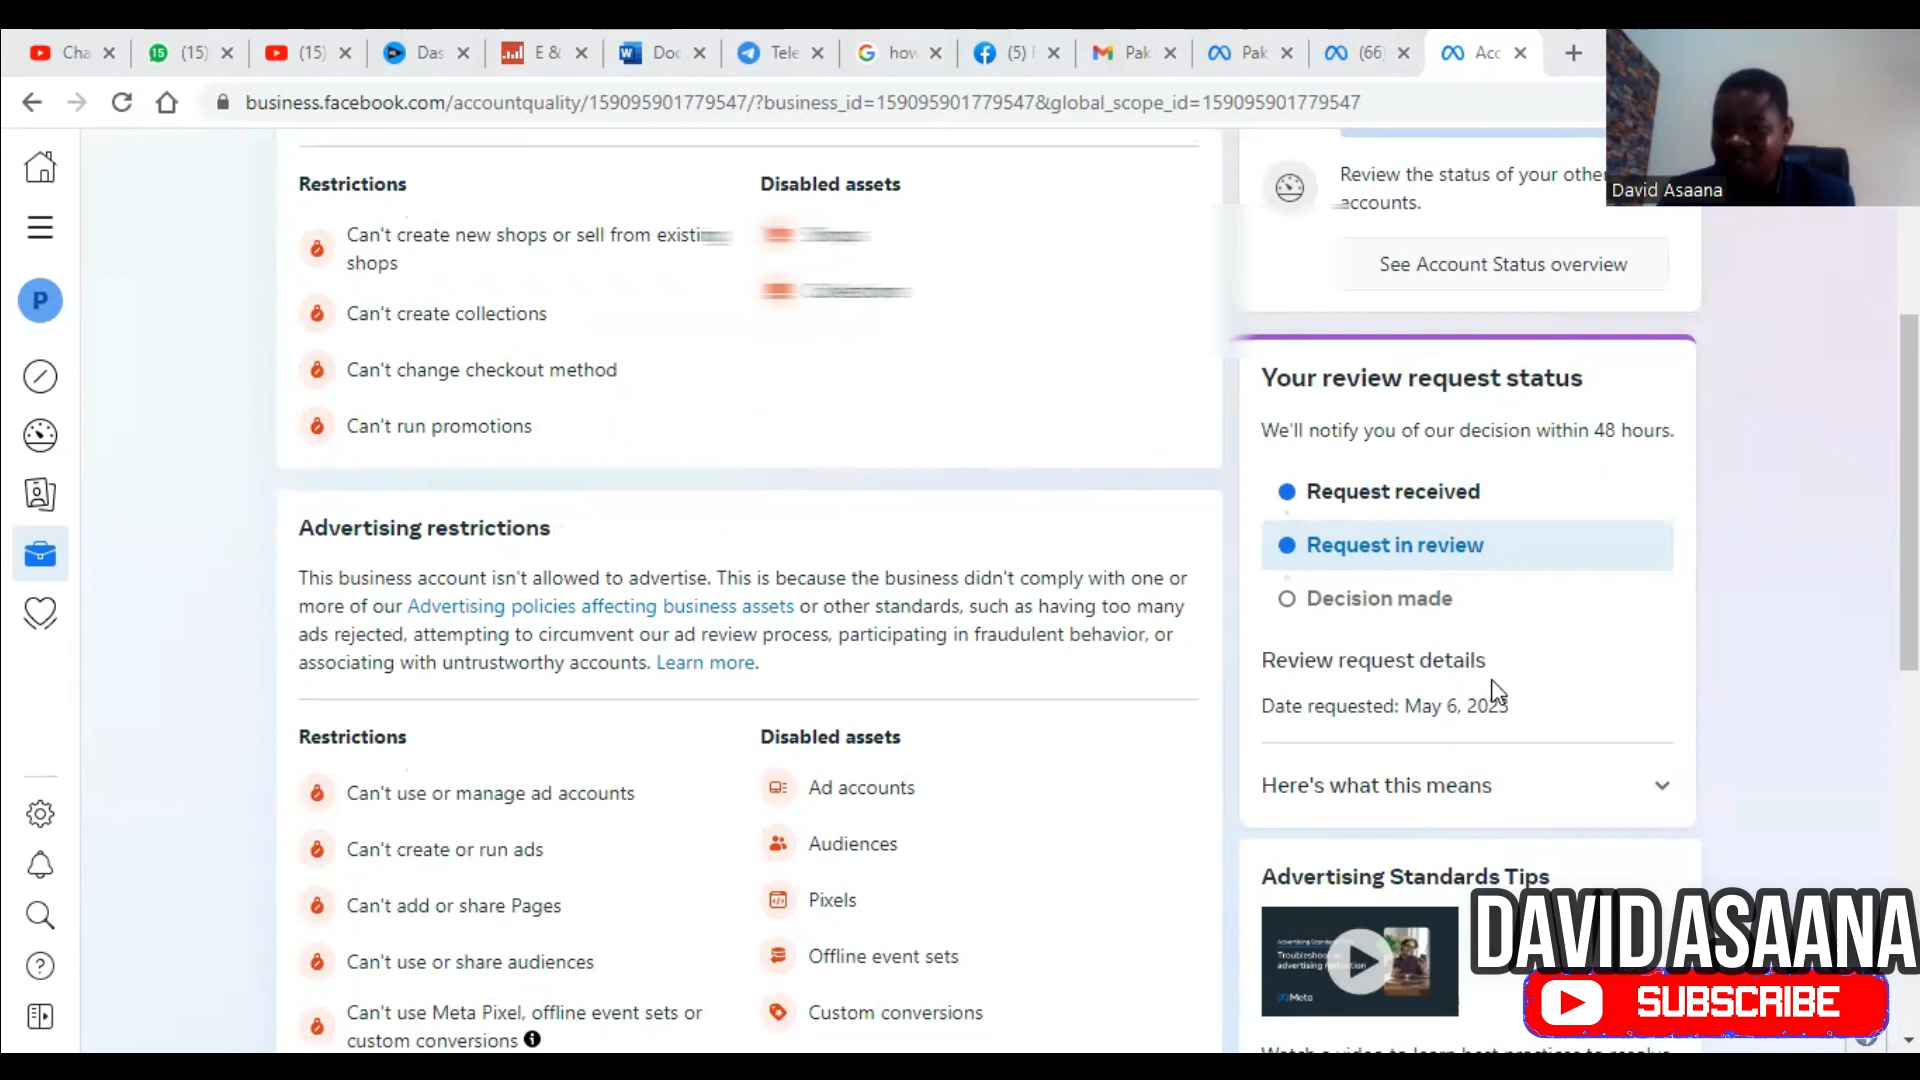 Cha
(15)
(15)
Das
E &
Doc
Tele
how
(5)
Pak
Pak
(66)
Acc
business.facebook.com/accountquality/159095901779547/?business_id=159095901779547&global_scope_id=159095901779547
David Asaana
P
Restrictions
Disabled assets
Can't create new shops or sell from
shops
Can't create collections
Can't change checkout method
Can't run promotions
Review the status of your
accounts.
See Account Status overview
Your review request status
We'll notify you of our decision within 48 hours.
Request received
Request in review
Decision made
Review request details
Date requested: May 6, 2023
Here's what this means
Advertising restrictions
This business account isn't allowed to advertise. This is because the business didn't comply with one or
more of our Advertising policies affecting business assets or other standards, such as having too many
ads rejected, attempting to circumvent our ad review process, participating in fraudulent behavior, or
associating with untrustworthy accounts. Learn more.
Restrictions
Disabled assets
Can't use or manage ad accounts
Can't create or run ads
Can't add or share Pages
Can't use or share audiences
Can't use Meta Pixel, offline event sets or
custom conversions
Ad accounts
Audiences
Pixels
Offline event sets
Custom conversions
Advertising Standards Tips
Troubleshoot
advertising
Meta
DAVID ASAANA
SUBSCRIBE